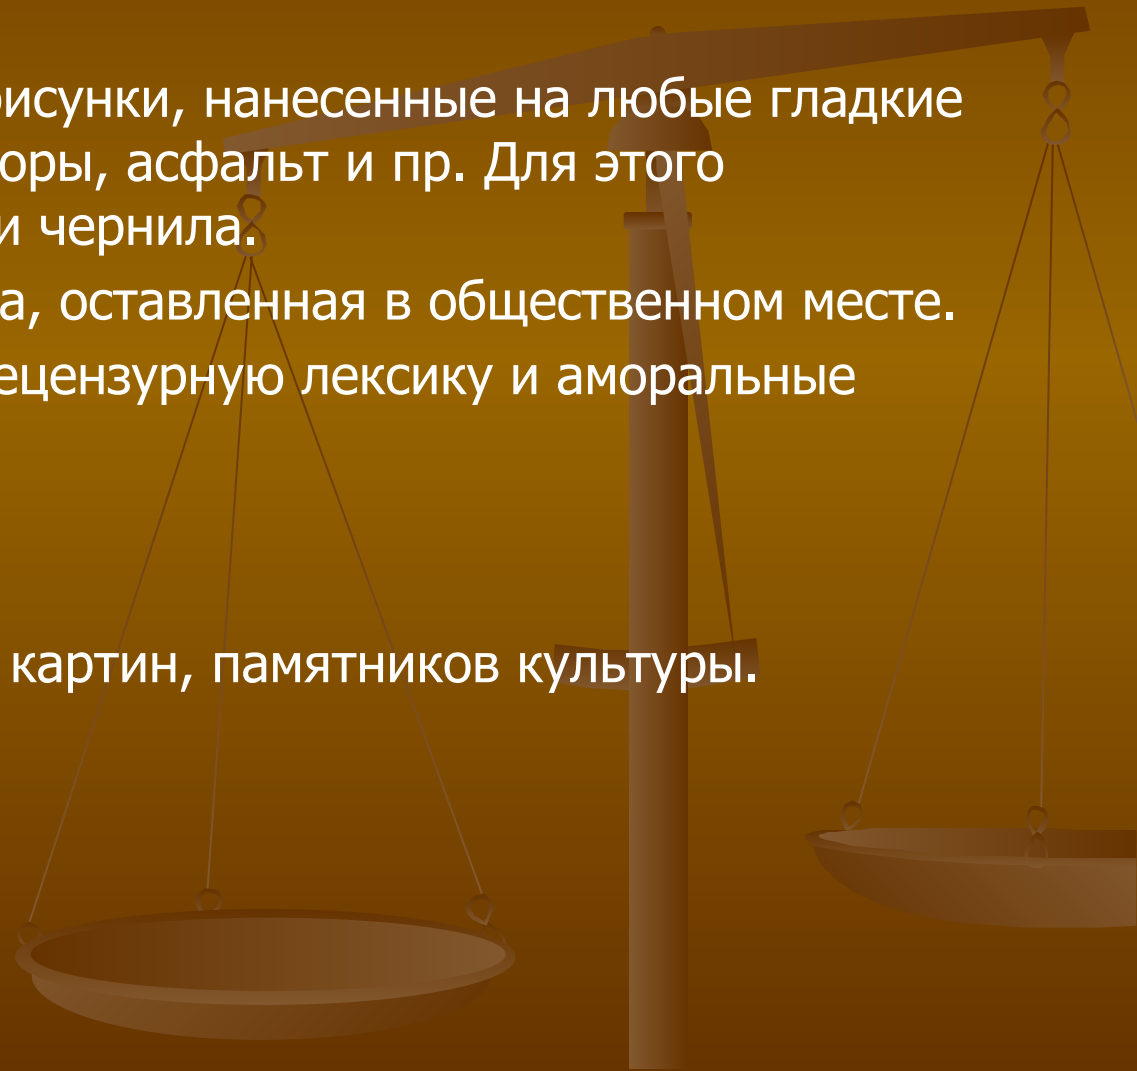 рисунки, нанесенные на любые гладкие
оры, асфальт и пр. Для этого
и чернила.
а, оставленная в общественном месте.
ецензурную лексику и аморальные
картин, памятников культуры.